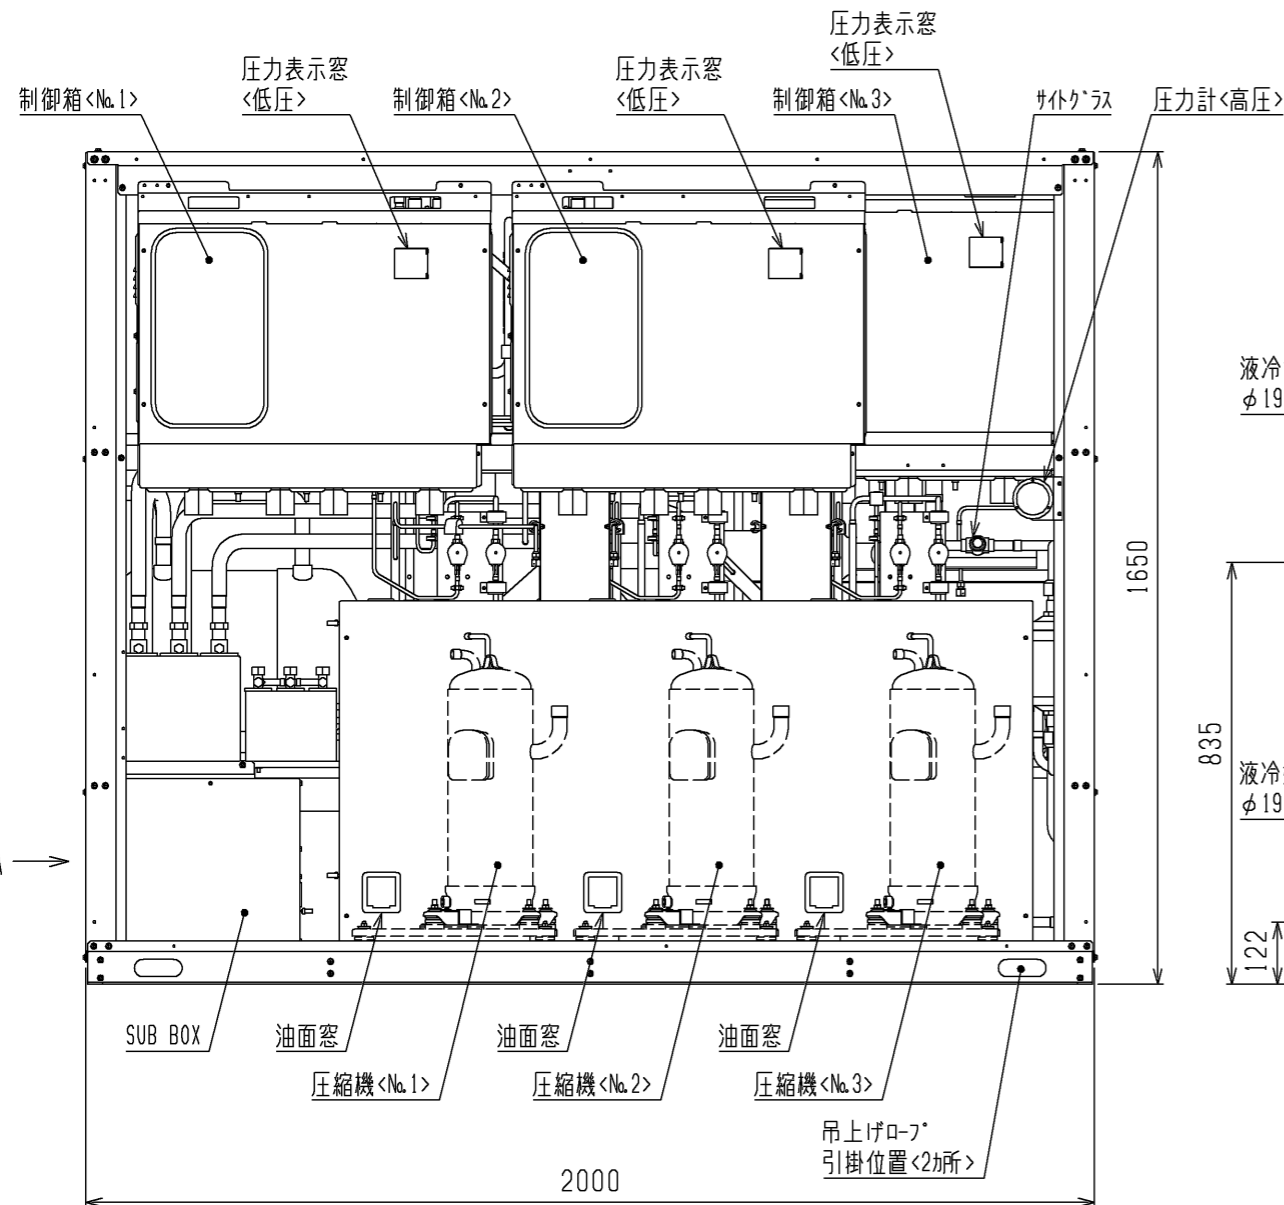 圧力表示窓
<低圧>
圧力表示窓
<低圧>
圧力表示窓
<低圧>
制御箱<No.1>
制御箱<No.2>
制御箱<No.3>
サイトグラス
圧力計<高圧>
液冷
φ19
1650
835
液冷
φ19
122
SUB BOX
油面窓
油面窓
油面窓
圧縮機<No.1>
圧縮機<No.2>
圧縮機<No.3>
吊上げロープ
引掛位置<2カ所>
2000